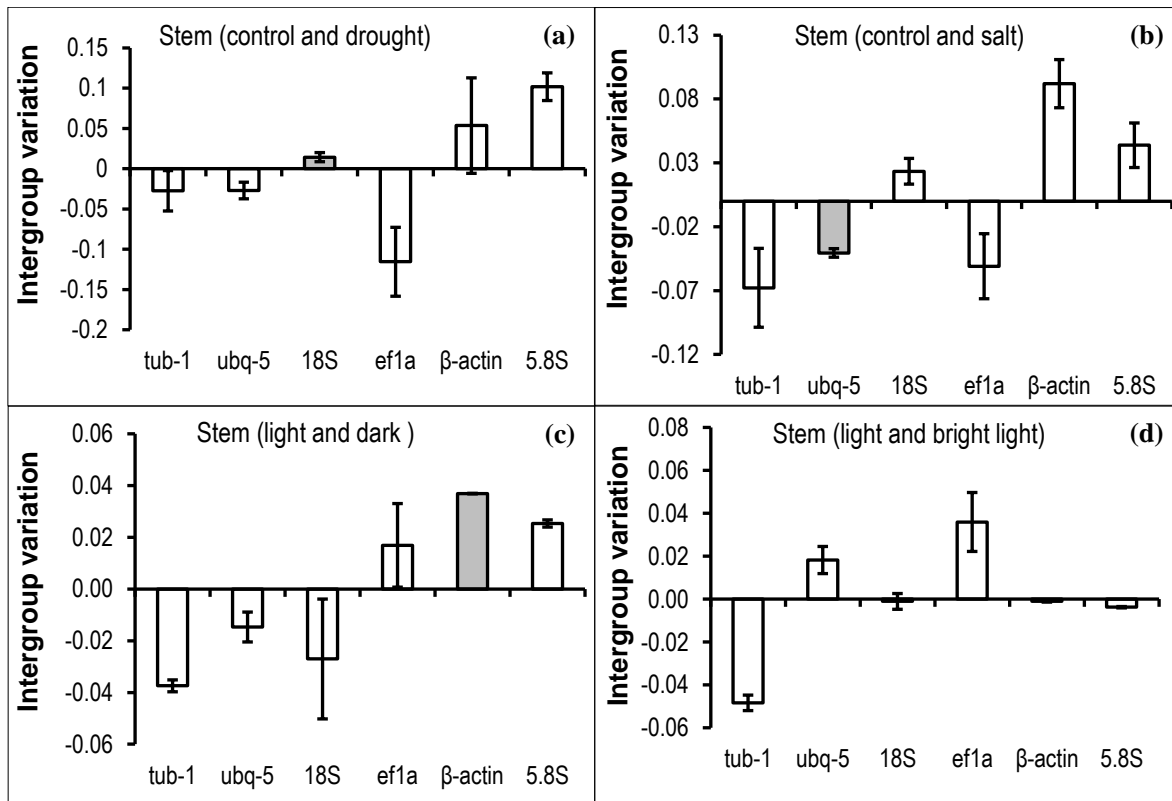 Stem (control and drought) (a)
Intergroup variation
0.15
0.1
0.05
0
-0.05
-0.1
-0.15
-0.2
tub-1 ubq-5 18S ef1a β-actin 5.8S
Stem (control and salt) (b)
Intergroup variation
0.13
0.08
0.03
-0.02
-0.07
-0.12
tub-1 ubq-5 18S ef1a β-actin 5.8S
Stem (light and dark ) (c)
Intergroup variation
0.06
0.04
0.02
0.00
-0.02
-0.04
-0.06
tub-1 ubq-5 18S ef1a β-actin 5.8S
Stem (light and bright light) (d)
Intergroup variation
0.08
0.06
0.04
0.02
0.00
-0.02
-0.04
-0.06
tub-1 ubq-5 18S ef1a β-actin 5.8S